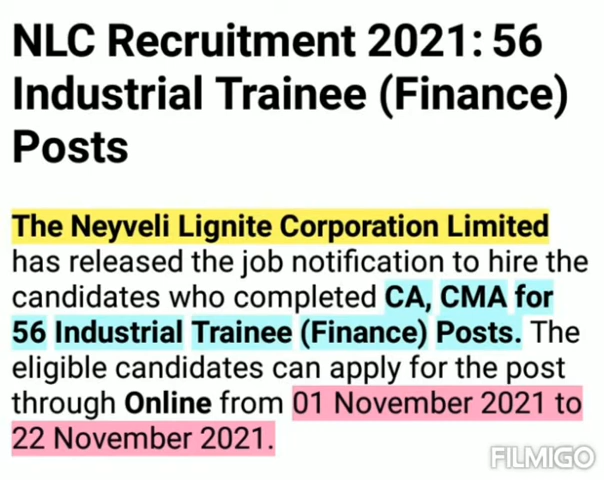 NLC Recruitment 2021: 56
Industrial Trainee (Finance)
Posts
The Neyveli Lignite Corporation Limited
has released the job notification to hire the
candidates who completed CA, CMA for
56 Industrial Trainee (Finance) Posts. The
eligible candidates can apply for the post
through Online from 01 November 2021 to
22 November 2021.
FILMIGO